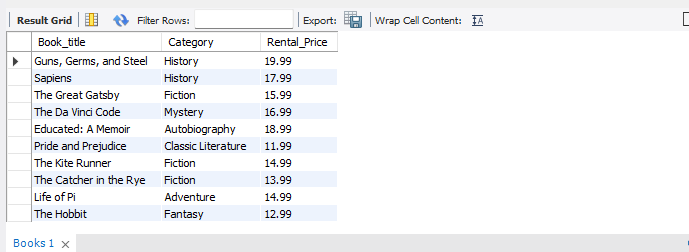 Result Grid Filter Rows: Export: Wrap Cell Content:
Book_title Category Rental_Price
Guns, Germs, and Steel History 19.99
Sapiens History 17.99
The Great Gatsby Fiction 15.99
The Da Vinci Code Mystery 16.99
Educated: A Memoir Autobiography 18.99
Pride and Prejudice Classic Literature 11.99
The Kite Runner Fiction 14.99
The Catcher in the Rye Fiction 13.99
Life of Pi Adventure 14.99
The Hobbit Fantasy 12.99
Books 1